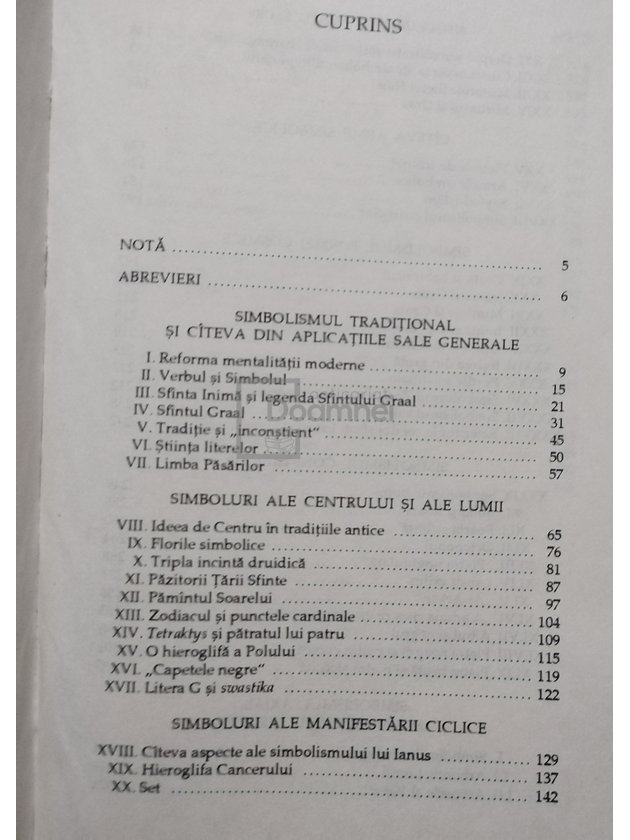 CUPRINS
NOTĂ ........ 5
ABREVIERI ........ 6
SIMBOLISMUL TRADIȚIONAL
ȘI CÎTEVA DIN APLICAȚIILE SALE GENERALE
I. Reforma mentalității moderne ........ 9
II. Verbul și Simbolul ........ 15
III. Sfinta Inimă și legenda Sfintului Graal ........ 21
IV. Sfintul Graal ........ 31
V. Tradiție și „inconștient“ ........ 45
VI. Știința literelor ........ 50
VII. Limba Păsărilor ........ 57
SIMBOLURI ALE CENTRULUI ȘI ALE LUMII
VIII. Ideea de Centru în tradițiile antice ........ 65
IX. Florile simbolice ........ 76
X. Tripla incintă druidică ........ 81
XI. Păzitorii Țării Sfinte ........ 87
XII. Pămîntul Soarelui ........ 97
XIII. Zodiacul și punctele cardinale ........ 104
XIV. Tetraktys și pătratul lui patru ........ 109
XV. O hieroglifă a Polului ........ 115
XVI. „Capetele negre“ ........ 119
XVII. Litera G și swastika ........ 122
SIMBOLURI ALE MANIFESTĂRII CICLICE
XVIII. Cîteva aspecte ale simbolismului lui Ianus ........ 129
XIX. Hieroglifa Cancerului ........ 137
XX. Set ........ 142
Doamnei